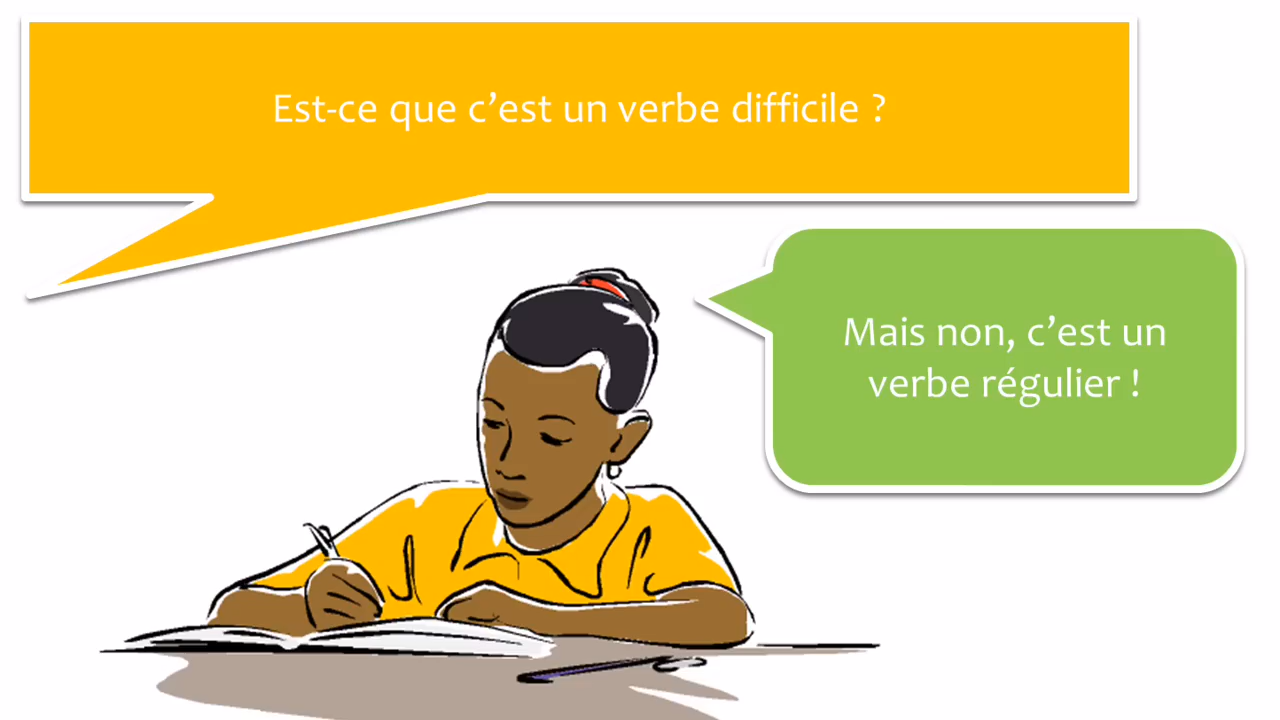 Est-ce que c’est un verbe difficile ?
Mais non, c’est un
verbe régulier !